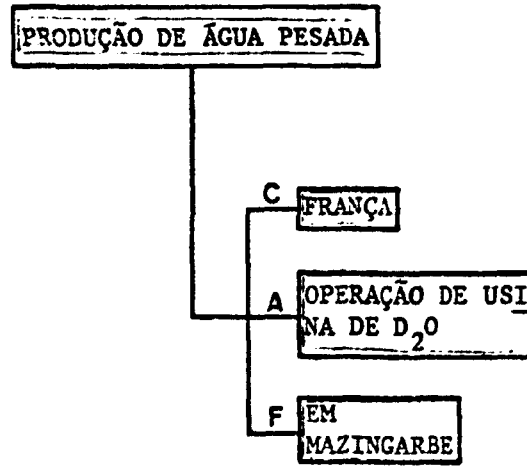 PRODUÇÃO DE ÁGUA PESADA
C
FRANÇA
A
OPERAÇÃO DE USI
NA DE D₂O
F
EM
MAZINGARBE